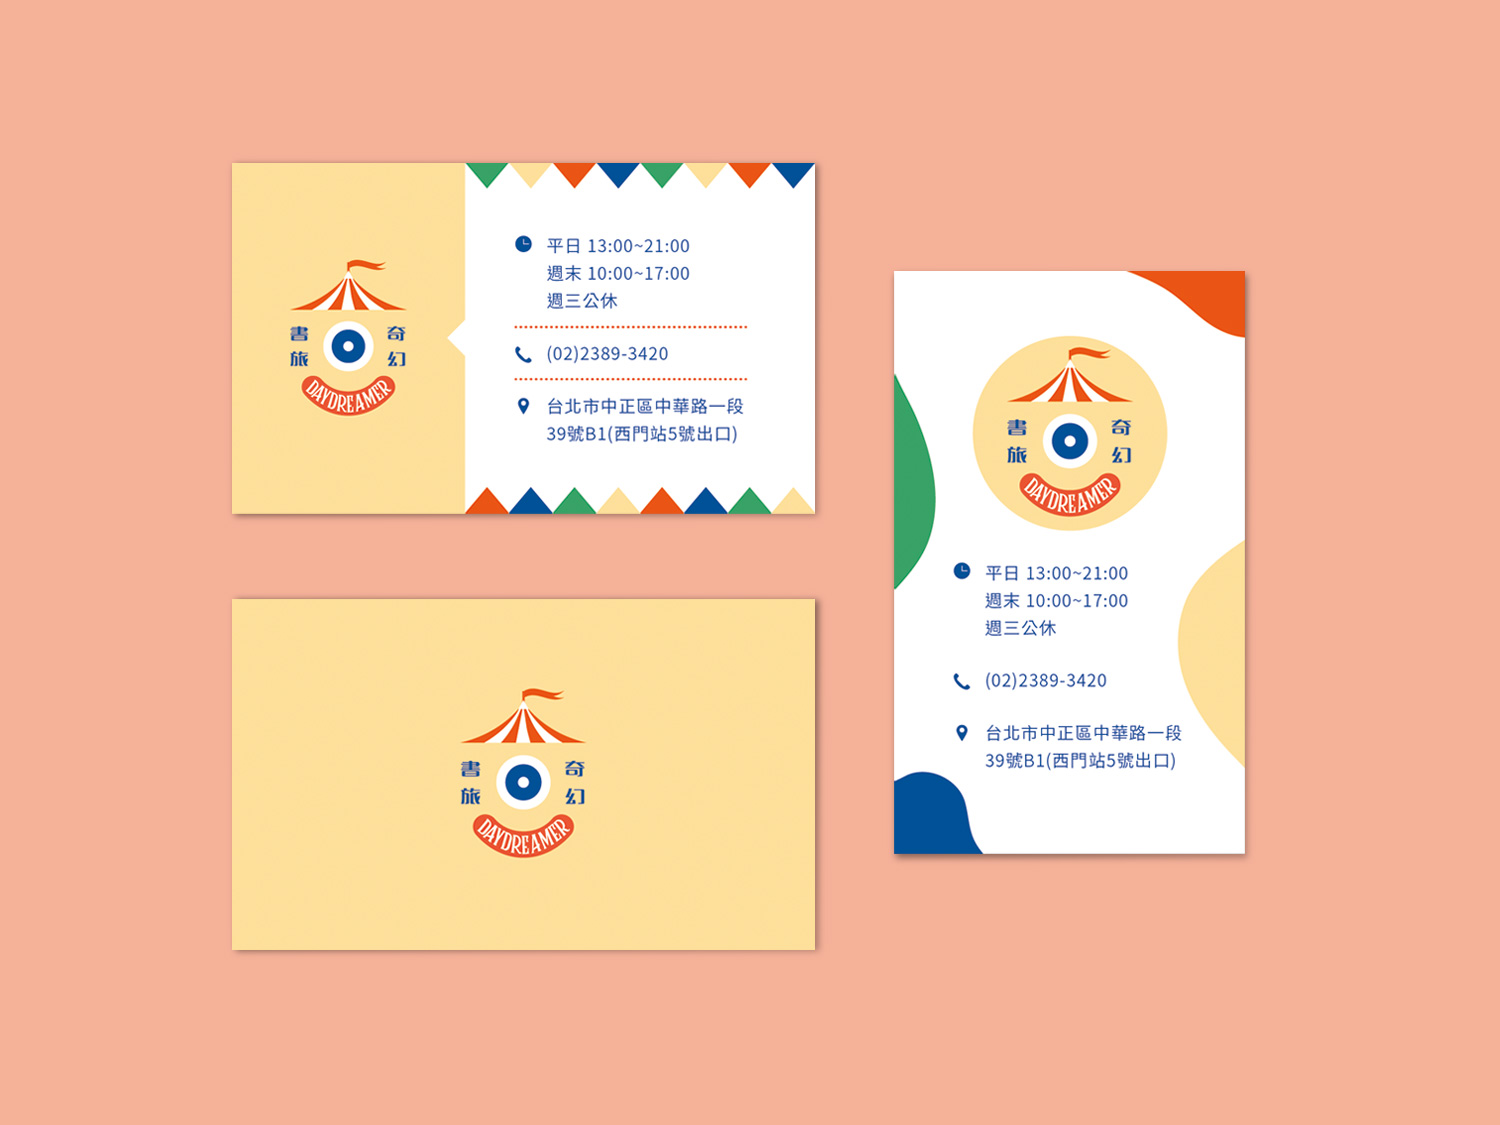 書 奇
旅 幻
DAYDREAMER
平日 13:00~21:00
週末 10:00~17:00
週三公休
(02)2389-3420
台北市中正區中華路一段
39號B1(西門站5號出口)
書 奇
旅 幻
DAYDREAMER
書 奇
旅 幻
DAYDREAMER
平日 13:00~21:00
週末 10:00~17:00
週三公休
(02)2389-3420
台北市中正區中華路一段
39號B1(西門站5號出口)